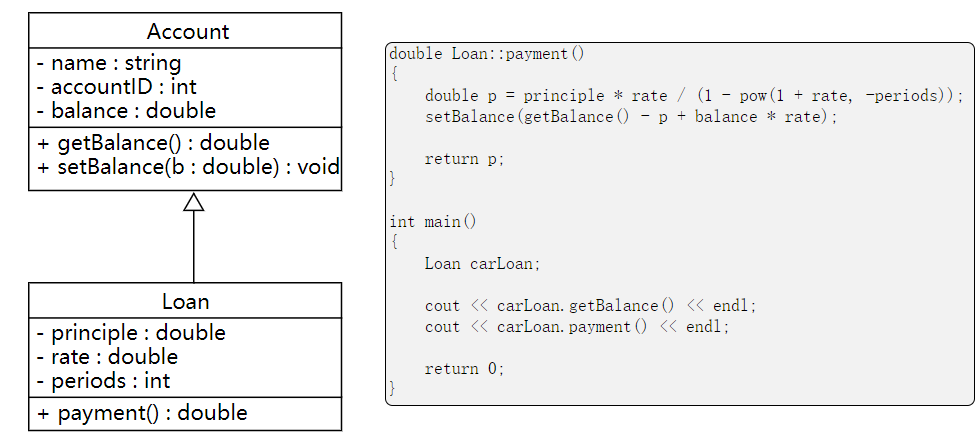 Account
- name : string
- accountID : int
- balance : double
+ getBalance() : double
+ setBalance(b : double) : void
Loan
- principle : double
- rate : double
- periods : int
+ payment() : double
double Loan::payment()
{
    double p = principle * rate / (1 - pow(1 + rate, -periods));
    setBalance(getBalance() - p + balance * rate);
    return p;
}
int main()
{
    Loan carLoan;
    cout << carLoan.getBalance() << endl;
    cout << carLoan.payment() << endl;
    return 0;
}